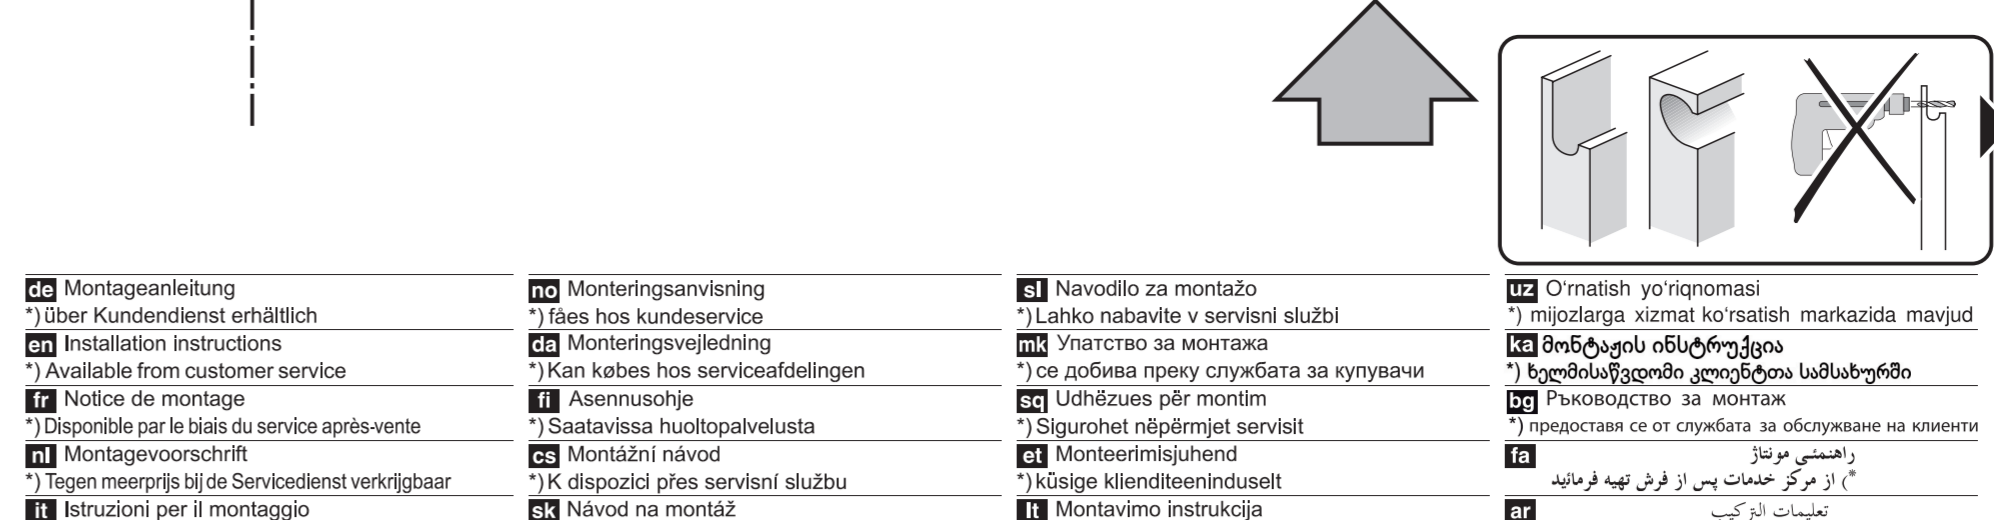 de Montageanleitung
*) über Kundendienst erhältlich
en Installation instructions
*) Available from customer service
fr Notice de montage
*) Disponible par le biais du service après-vente
nl Montagevoorschrift
*) Tegen meerprijs bij de Servicedienst verkrijgbaar
it Istruzioni per il montaggio
no Monteringsanvisning
*) fåes hos kundeservice
da Monteringsvejledning
*) Kan købes hos serviceafdelingen
fi Asennusohje
*) Saatavissa huoltopalvelusta
cs Montážní návod
*) K dispozici přes servisní službu
sk Návod na montáž
sl Navodilo za montažo
*) Lahko nabavite v servisni službi
mk Упатство за монтажа
*) се добива преку службата за купувачи
sq Udhëzues për montim
*) Sigurohet nëpërmjet servisit
et Monteerimisjuhend
*) küsige klienditeeninduselt
lt Montavimo instrukcija
uz O‘rnatish yo‘riqnomasi
*) mijozlarga xizmat ko‘rsatish markazida mavjud
ka მონტაჟის ინსტრუქცია
*) ხელმისაწვდომი კლიენტთა სამსახურში
bg Ръководство за монтаж
*) предоставя се от службата за обслужване на клиенти
fa راهنمئی مونتاژ
*) از مرکز خدمات پس از فرش تهیه فرمائید
ar تعليمات التركيب